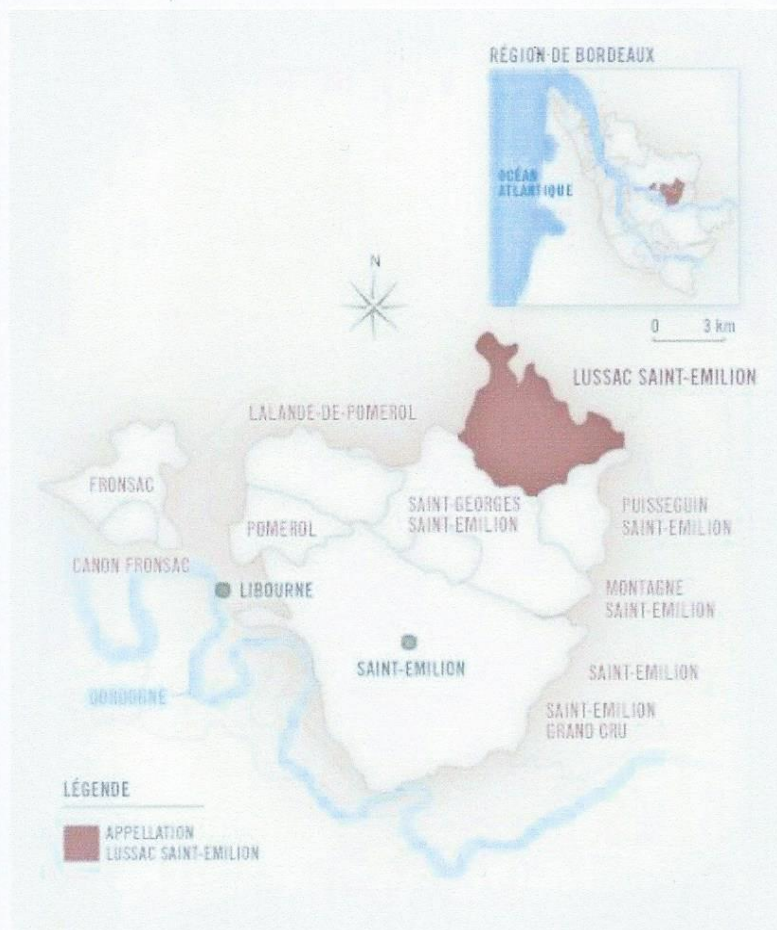 RÉGION DE BORDEAUX
OCÉAN
ATLANTIQUE
N
0 3 km
LUSSAC SAINT-EMILION
LALANDE-DE-POMEROL
FRONSAC
SAINT-GEORGES
SAINT-EMILION
PUISSEGUIN
SAINT-EMILION
POMEROL
CANON FRONSAC
LIBOURNE
MONTAGNE
SAINT-EMILION
SAINT-EMILION
SAINT-EMILION
DORDOGNE
SAINT-EMILION
GRAND CRU
LÉGENDE
APPELLATION
LUSSAC SAINT-EMILION